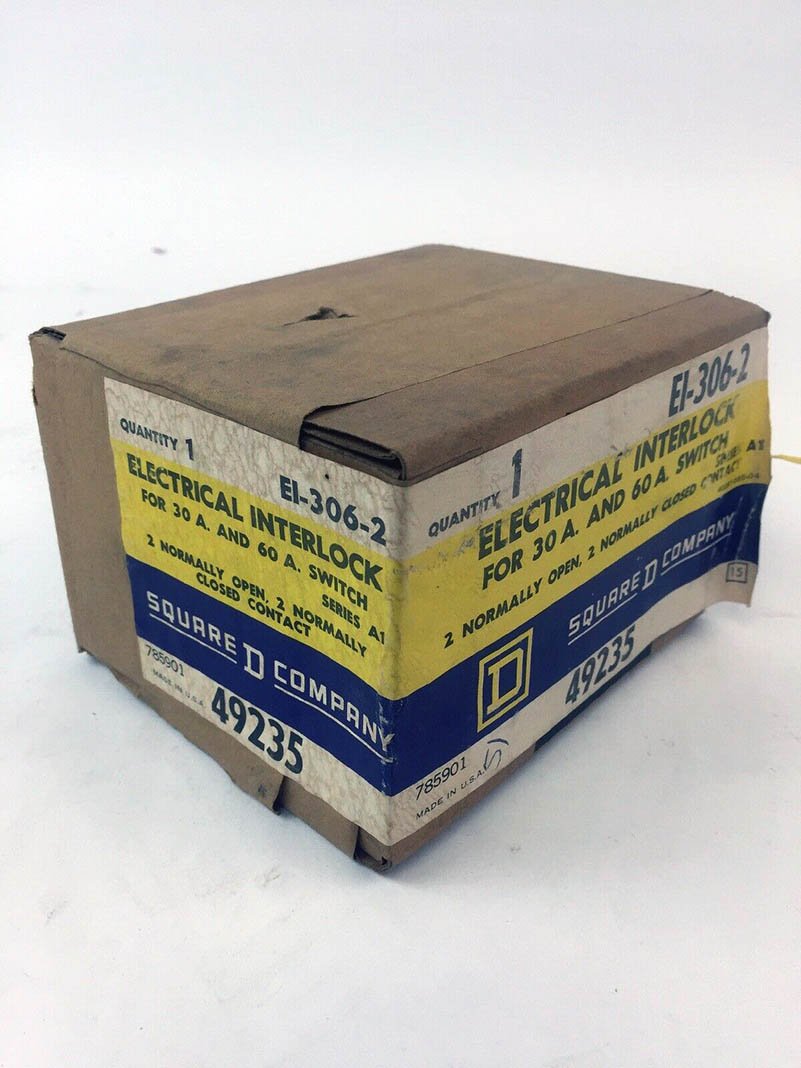 QUANTITY 1
EI-306-2
ELECTRICAL INTERLOCK
FOR 30 A. AND 60 A. SWITCH
SERIES A1
2 NORMALLY OPEN, 2 NORMALLY
CLOSED CONTACT
SQUARE D COMPANY
785901
MADE IN U.S.A.
49235
QUANTITY 1
EI-306-2
ELECTRICAL INTERLOCK
FOR 30 A. AND 60 A. SWITCH
SERIES A1
2 NORMALLY OPEN, 2 NORMALLY CLOSED CONTACT
D
SQUARE D COMPANY
15
785901
MADE IN U.S.A.
49235